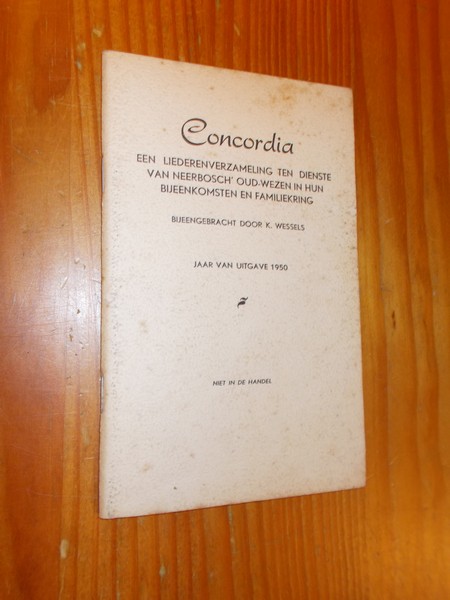 Concordia
EEN LIEDERENVERZAMELING TEN DIENSTE
VAN NEERBOSCH' OUD-WEZEN IN HUN
BIJEENKOMSTEN EN FAMILIEKRING
BIJEENGEBRACHT DOOR K. WESSELS
JAAR VAN UITGAVE 1950
NIET IN DE HANDEL